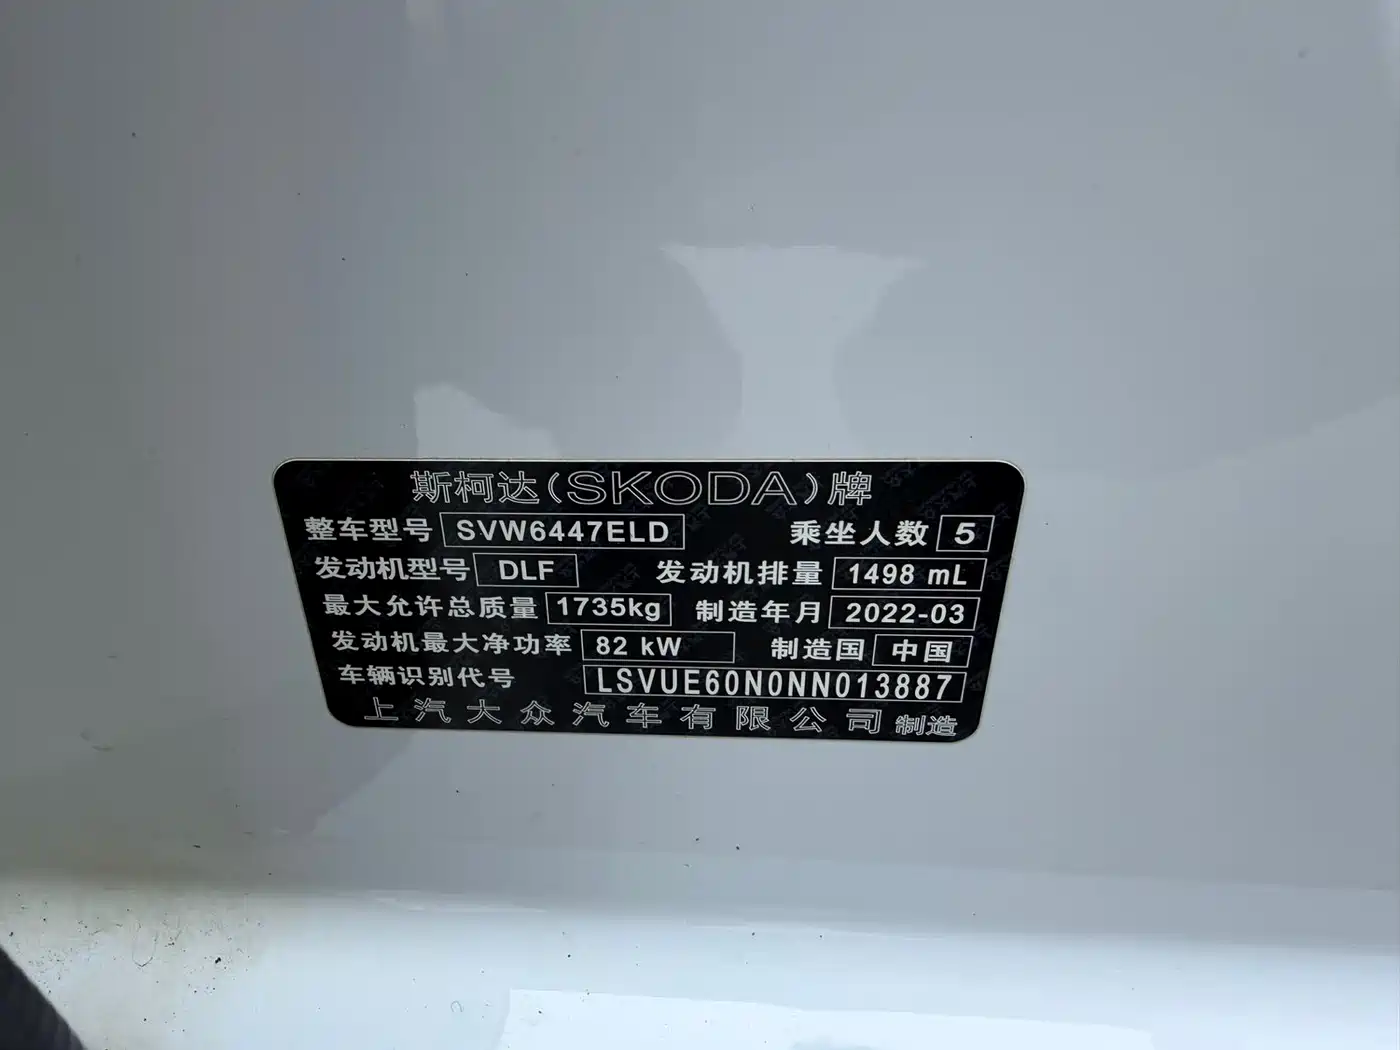 斯柯达(SKODA)牌
整车型号 SVW6447ELD 乘坐人数 5
发动机型号 DLF 发动机排量 1498 mL
最大允许总质量 1735kg 制造年月 2022-03
发动机最大净功率 82 kW 制造国 中国
车辆识别代号 LSVUE60N0NN013887
上汽大众汽车有限公司 制造